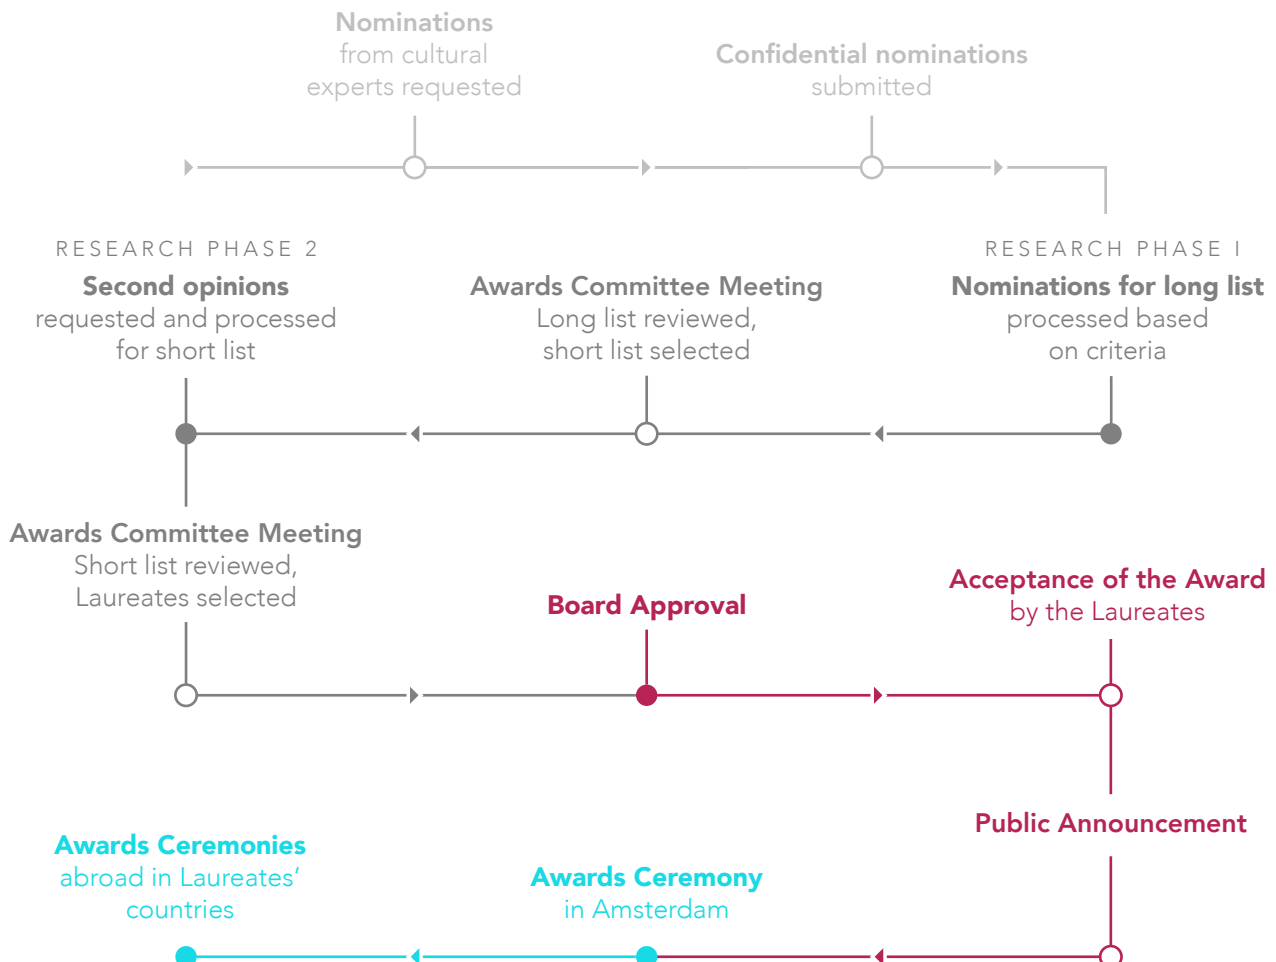 Nominations
from cultural
experts requested
Confidential nominations
submitted
RESEARCH PHASE I
Nominations for long list
processed based
on criteria
Awards Committee Meeting
Long list reviewed,
short list selected
RESEARCH PHASE 2
Second opinions
requested and processed
for short list
Awards Committee Meeting
Short list reviewed,
Laureates selected
Board Approval
Acceptance of the Award
by the Laureates
Public Announcement
Awards Ceremony
in Amsterdam
Awards Ceremonies
abroad in Laureates’
countries